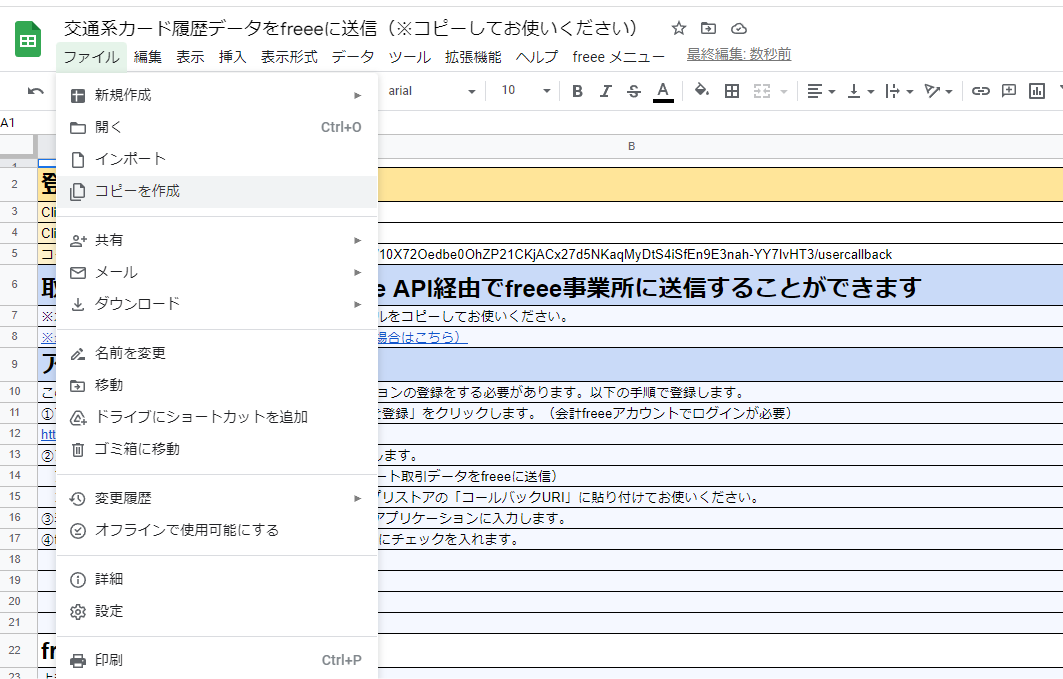 交通系カード履歴データをfreeeに送信（※コピーしてお使いください）
ファイル 編集 表示 挿入 表示形式 データ ツール 拡張機能 ヘルプ freee メニュー 最終編集: 数秒前
arial 10 B I S A
A1
B
新規作成
開く Ctrl+O
インポート
コピーを作成
共有
メール
ダウンロード
名前を変更
移動
ドライブにショートカットを追加
ゴミ箱に移動
変更履歴
オフラインで使用可能にする
詳細
設定
印刷 Ctrl+P
1
2 登
3 Cli
4 Cli
5 コー /10X72Oedbe0OhZP21CKjACx27d5NKaqMyDtS4iSfEn9E3nah-YY7IvHT3/usercallback
6 取 e API経由でfreee事業所に送信することができます
7 ※ ルをコピーしてお使いください。
8 ※ 場合はこちら）
9 ア
10 この ションの登録をする必要があります。以下の手順で登録します。
11 ① を登録」をクリックします。（会計freeeアカウントでログインが必要）
12 htt
13 ② します。
14 ート取引データをfreeeに送信）
15 プリストアの「コールバックURI」に貼り付けてお使いください。
16 ③ アプリケーションに入力します。
17 ④ にチェックを入れます。
18
19
20
21
22 fr
23